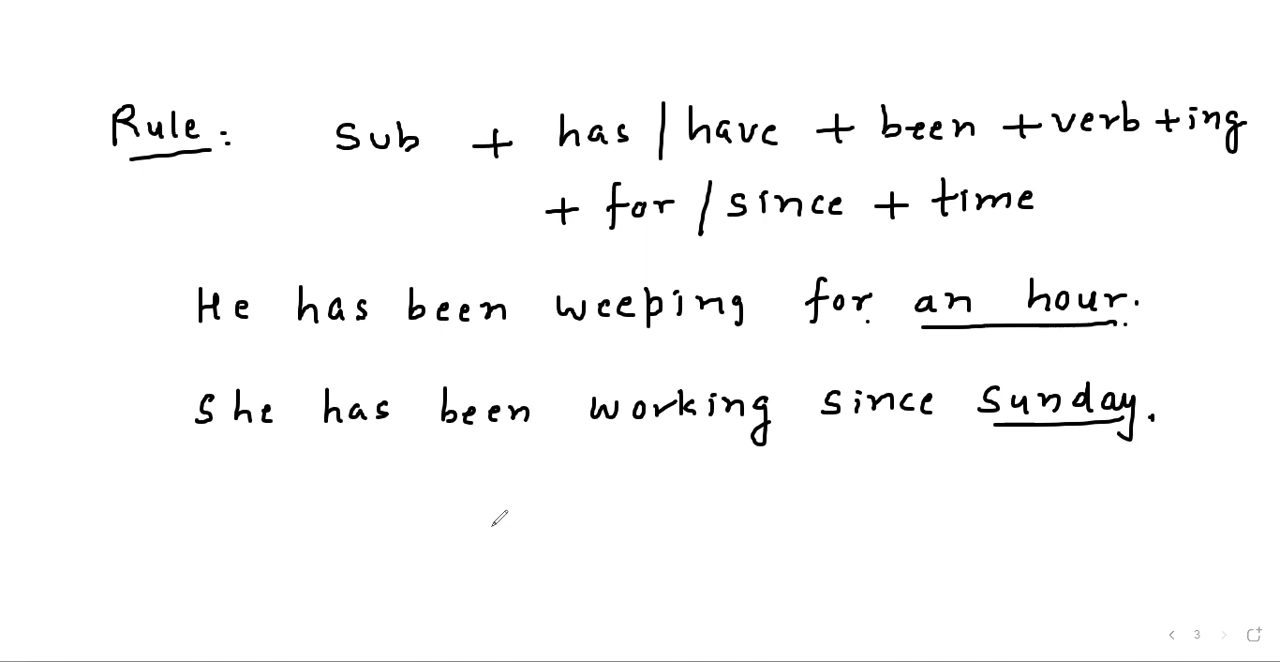 Rule: Sub + has / have + been + verb + ing
+ for / since + time
He has been weeping for an hour.
She has been working since Sunday.
3